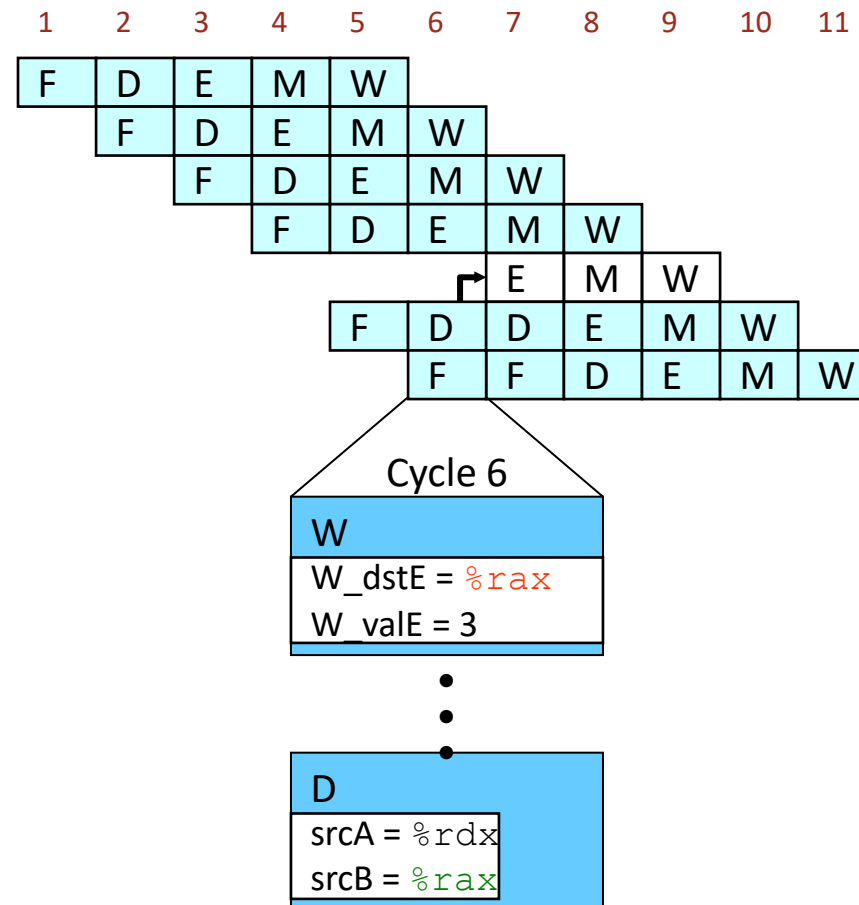 1 2 3 4 5 6 7 8 9 10 11
F D E M W
F D E M W
F D E M W
F D E M W
E M W
F D D E M W
F F D E M W
Cycle 6
W
W_dstE = %rax
W_valE = 3
D
srcA = %rdx
srcB = %rax